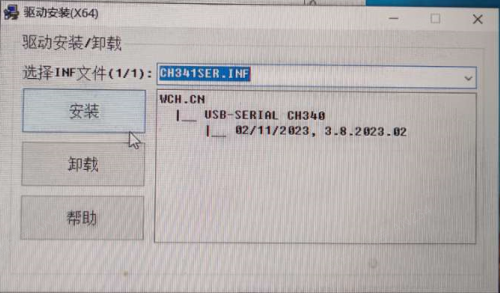 驱动安装(X64)
驱动安装/卸载
选择INF文件(1/1):
CH341SER.INF
安装
卸载
帮助
WCH.CN
|__ USB-SERIAL CH340
|__ 02/11/2023, 3.8.2023.02